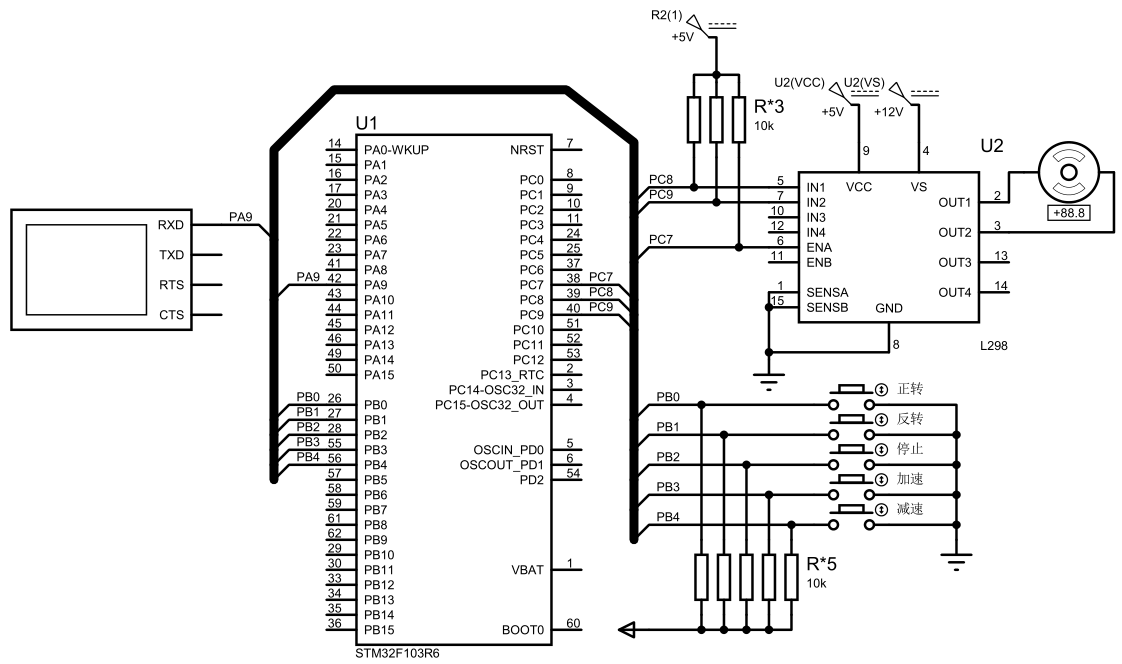 R2(1)
+5V
U2(VCC)
U2(VS)
+5V
+12V
R*3
10k
U1
U2
14 PA0-WKUP NRST 7
15 PA1
16 PA2 PC0 8
17 PA3 PC1 9
20 PA4 PC2 10
21 PA5 PC3 11
22 PA6 PC4 24
23 PA7 PC5 25
41 PA8 PC6 37
PA9 42 PA9 PC7 38 PC7
43 PA10 PC8 39 PC8
44 PA11 PC9 40 PC9
45 PA12 PC10 51
46 PA13 PC11 52
49 PA14 PC12 53
50 PA15 PC13_RTC 2
PC14-OSC32_IN 3
PB0 26 PB0 PC15-OSC32_OUT 4
PB1 27 PB1
PB2 28 PB2
PB3 55 PB3 OSCIN_PD0 5
PB4 56 PB4 OSCOUT_PD1 6
57 PB5 PD2 54
58 PB6
59 PB7
61 PB8
62 PB9
29 PB10
30 PB11 VBAT 1
33 PB12
34 PB13
35 PB14
36 PB15 BOOT0 60
STM32F103R6
RXD PA9
TXD
RTS
CTS
9 4
VCC VS
PC8 5 IN1
PC9 7 IN2 OUT1 2
10 IN3
12 IN4 OUT2 3
PC7 6 ENA
11 ENB OUT3 13
1 SENSA OUT4 14
15 SENSB GND
8
L298
+88.8
PB0 正转
PB1 反转
PB2 停止
PB3 加速
PB4 减速
R*5
10k